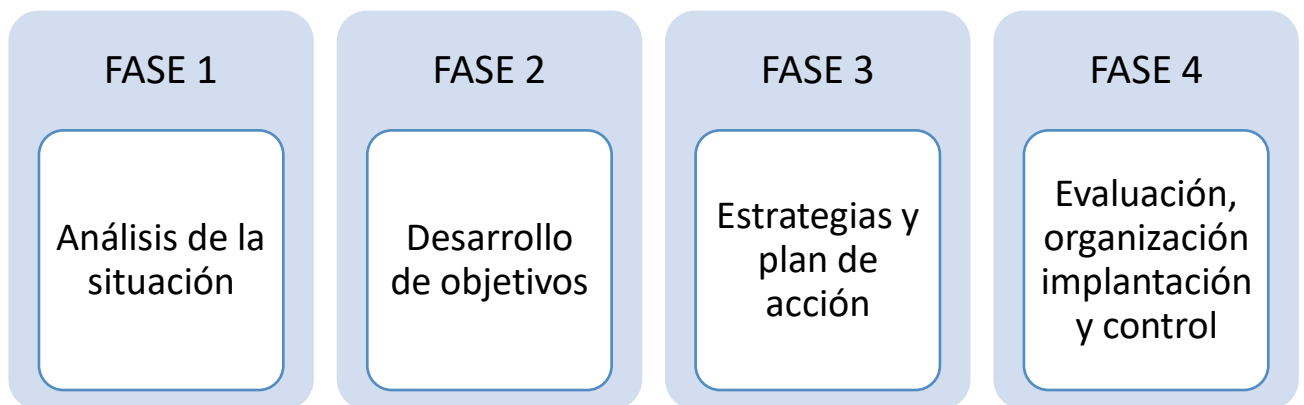 FASE 1
Análisis de la
situación
FASE 2
Desarrollo
de objetivos
FASE 3
Estrategias y
plan de
acción
FASE 4
Evaluación,
organización
implantación
y control